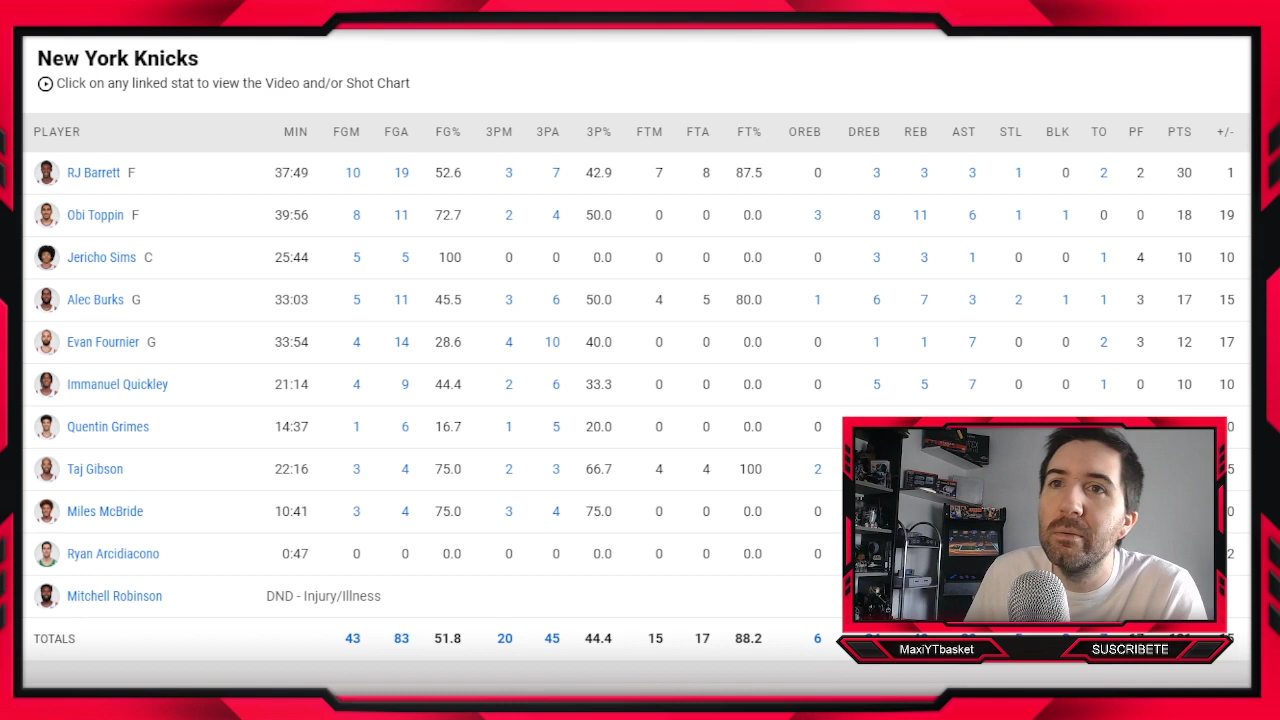 New York Knicks
Click on any linked stat to view the Video and/or Shot Chart
PLAYER MIN FGM FGA FG% 3PM 3PA 3P% FTM FTA FT% OREB DREB REB AST STL BLK TO PF PTS +/-
RJ Barrett F 37:49 10 19 52.6 3 7 42.9 7 8 87.5 0 3 3 3 1 0 2 2 30 1
Obi Toppin F 39:56 8 11 72.7 2 4 50.0 0 0 0.0 3 8 11 6 1 1 0 0 18 19
Jericho Sims C 25:44 5 5 100 0 0 0.0 0 0 0.0 0 3 3 1 0 0 1 4 10 10
Alec Burks G 33:03 5 11 45.5 3 6 50.0 4 5 80.0 1 6 7 3 2 1 1 3 17 15
Evan Fournier G 33:54 4 14 28.6 4 10 40.0 0 0 0.0 0 1 1 7 0 0 2 3 12 17
Immanuel Quickley 21:14 4 9 44.4 2 6 33.3 0 0 0.0 0 5 5 7 0 0 1 0 10 10
Quentin Grimes 14:37 1 6 16.7 1 5 20.0 0 0 0.0 0 0
Taj Gibson 22:16 3 4 75.0 2 3 66.7 4 4 100 2 5
Miles McBride 10:41 3 4 75.0 3 4 75.0 0 0 0.0 0 0
Ryan Arcidiacono 0:47 0 0 0.0 0 0 0.0 0 0 0.0 0 2
Mitchell Robinson DND - Injury/Illness
TOTALS 43 83 51.8 20 45 44.4 15 17 88.2 6
MaxiYTbasket SUSCRIBETE